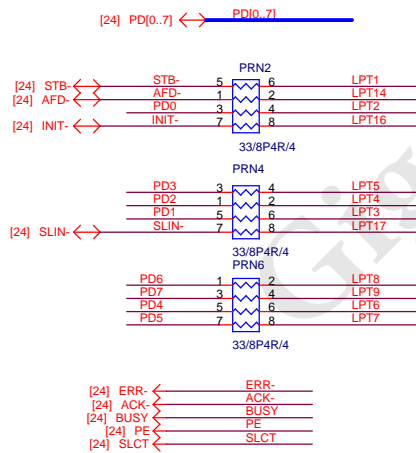 [24] PD[0..7] PD[0..7]
PRN2
[24] STB- STB- 5 6 LPT1
[24] AFD- AFD- 1 2 LPT14
PD0 3 4 LPT2
[24] INIT- INIT- 7 8 LPT16
33/8P4R/4
PRN4
PD3 3 4 LPT5
PD2 1 2 LPT4
PD1 5 6 LPT3
[24] SLIN- SLIN- 7 8 LPT17
33/8P4R/4
PRN6
PD6 1 2 LPT8
PD7 3 4 LPT9
PD4 5 6 LPT6
PD5 7 8 LPT7
33/8P4R/4
[24] ERR- ERR-
[24] ACK- ACK-
[24] BUSY BUSY
[24] PE PE
[24] SLCT SLCT
Gig